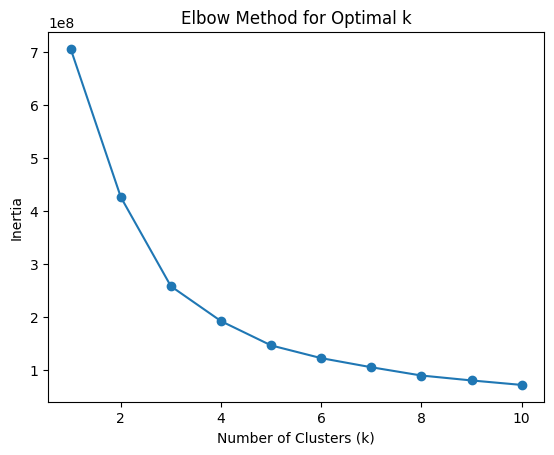 Elbow Method for Optimal k
1e8
7
6
5
4
3
2
1
Inertia
2 4 6 8 10
Number of Clusters (k)